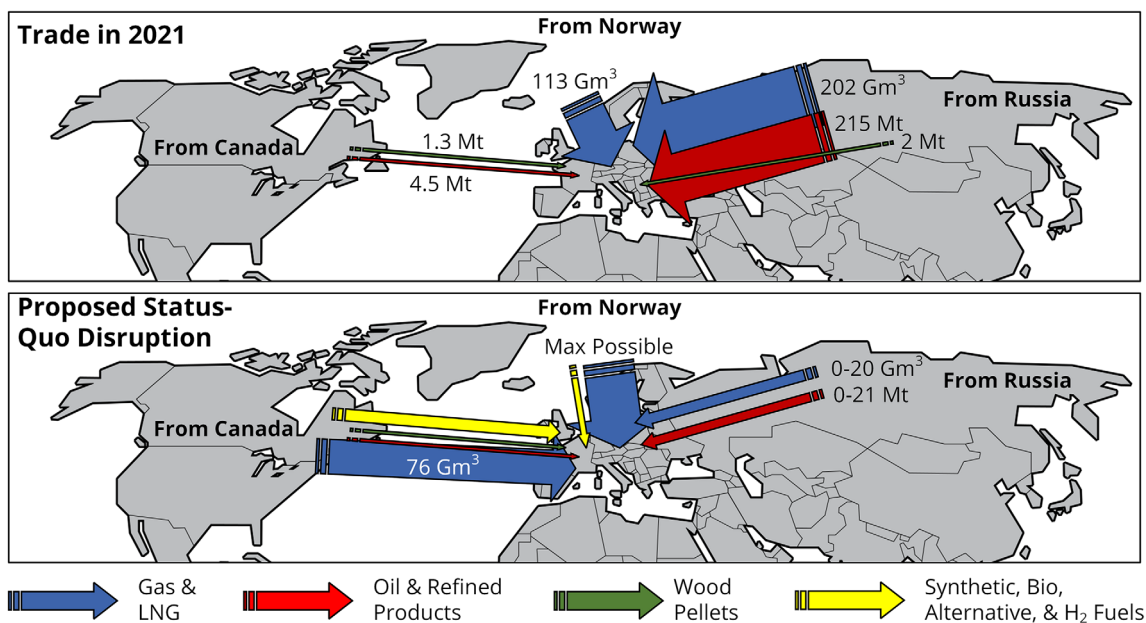 Trade in 2021
From Norway
113 Gm³
202 Gm³
From Russia
215 Mt
2 Mt
From Canada
1.3 Mt
4.5 Mt
Proposed Status-
Quo Disruption
From Norway
Max Possible
0-20 Gm³
From Russia
0-21 Mt
From Canada
76 Gm³
Gas &
LNG
Oil & Refined
Products
Wood
Pellets
Synthetic, Bio,
Alternative, & H₂ Fuels